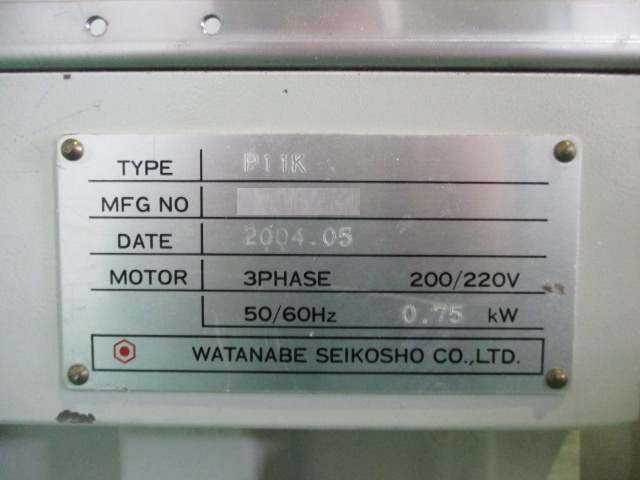 TYPE P11K
MFG NO
DATE 2004.05
MOTOR 3PHASE 200/220V
50/60Hz 0.75 kW
WATANABE SEIKOSHO CO.,LTD.